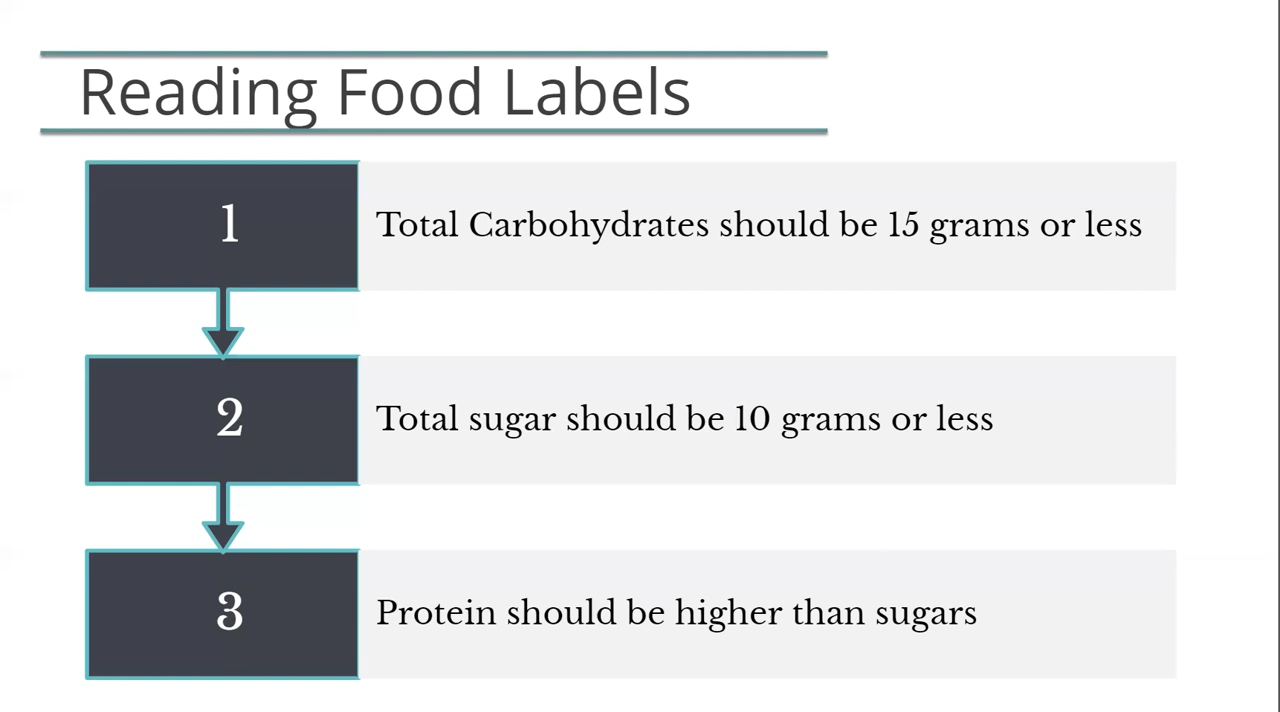 Reading Food Labels
1
Total Carbohydrates should be 15 grams or less
2
Total sugar should be 10 grams or less
3
Protein should be higher than sugars